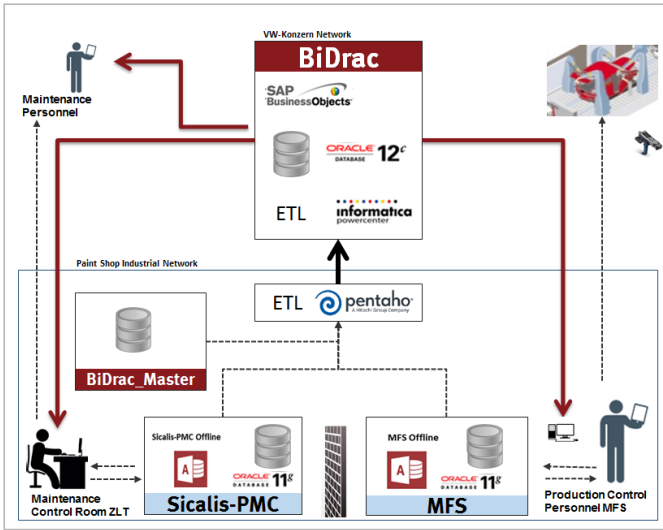 VW-Konzern Network
BiDrac
SAP
BusinessObjects™
ORACLE
DATABASE
12c
ETL
informatica
powercenter
Maintenance
Personnel
Paint Shop Industrial Network
ETL
pentaho
A Hitachi Group Company
BiDrac_Master
Sicalis-PMC Offline
A
ORACLE
DATABASE
11g
Sicalis-PMC
MFS Offline
A
ORACLE
DATABASE
11g
MFS
Maintenance
Control Room ZLT
Production Control
Personnel MFS